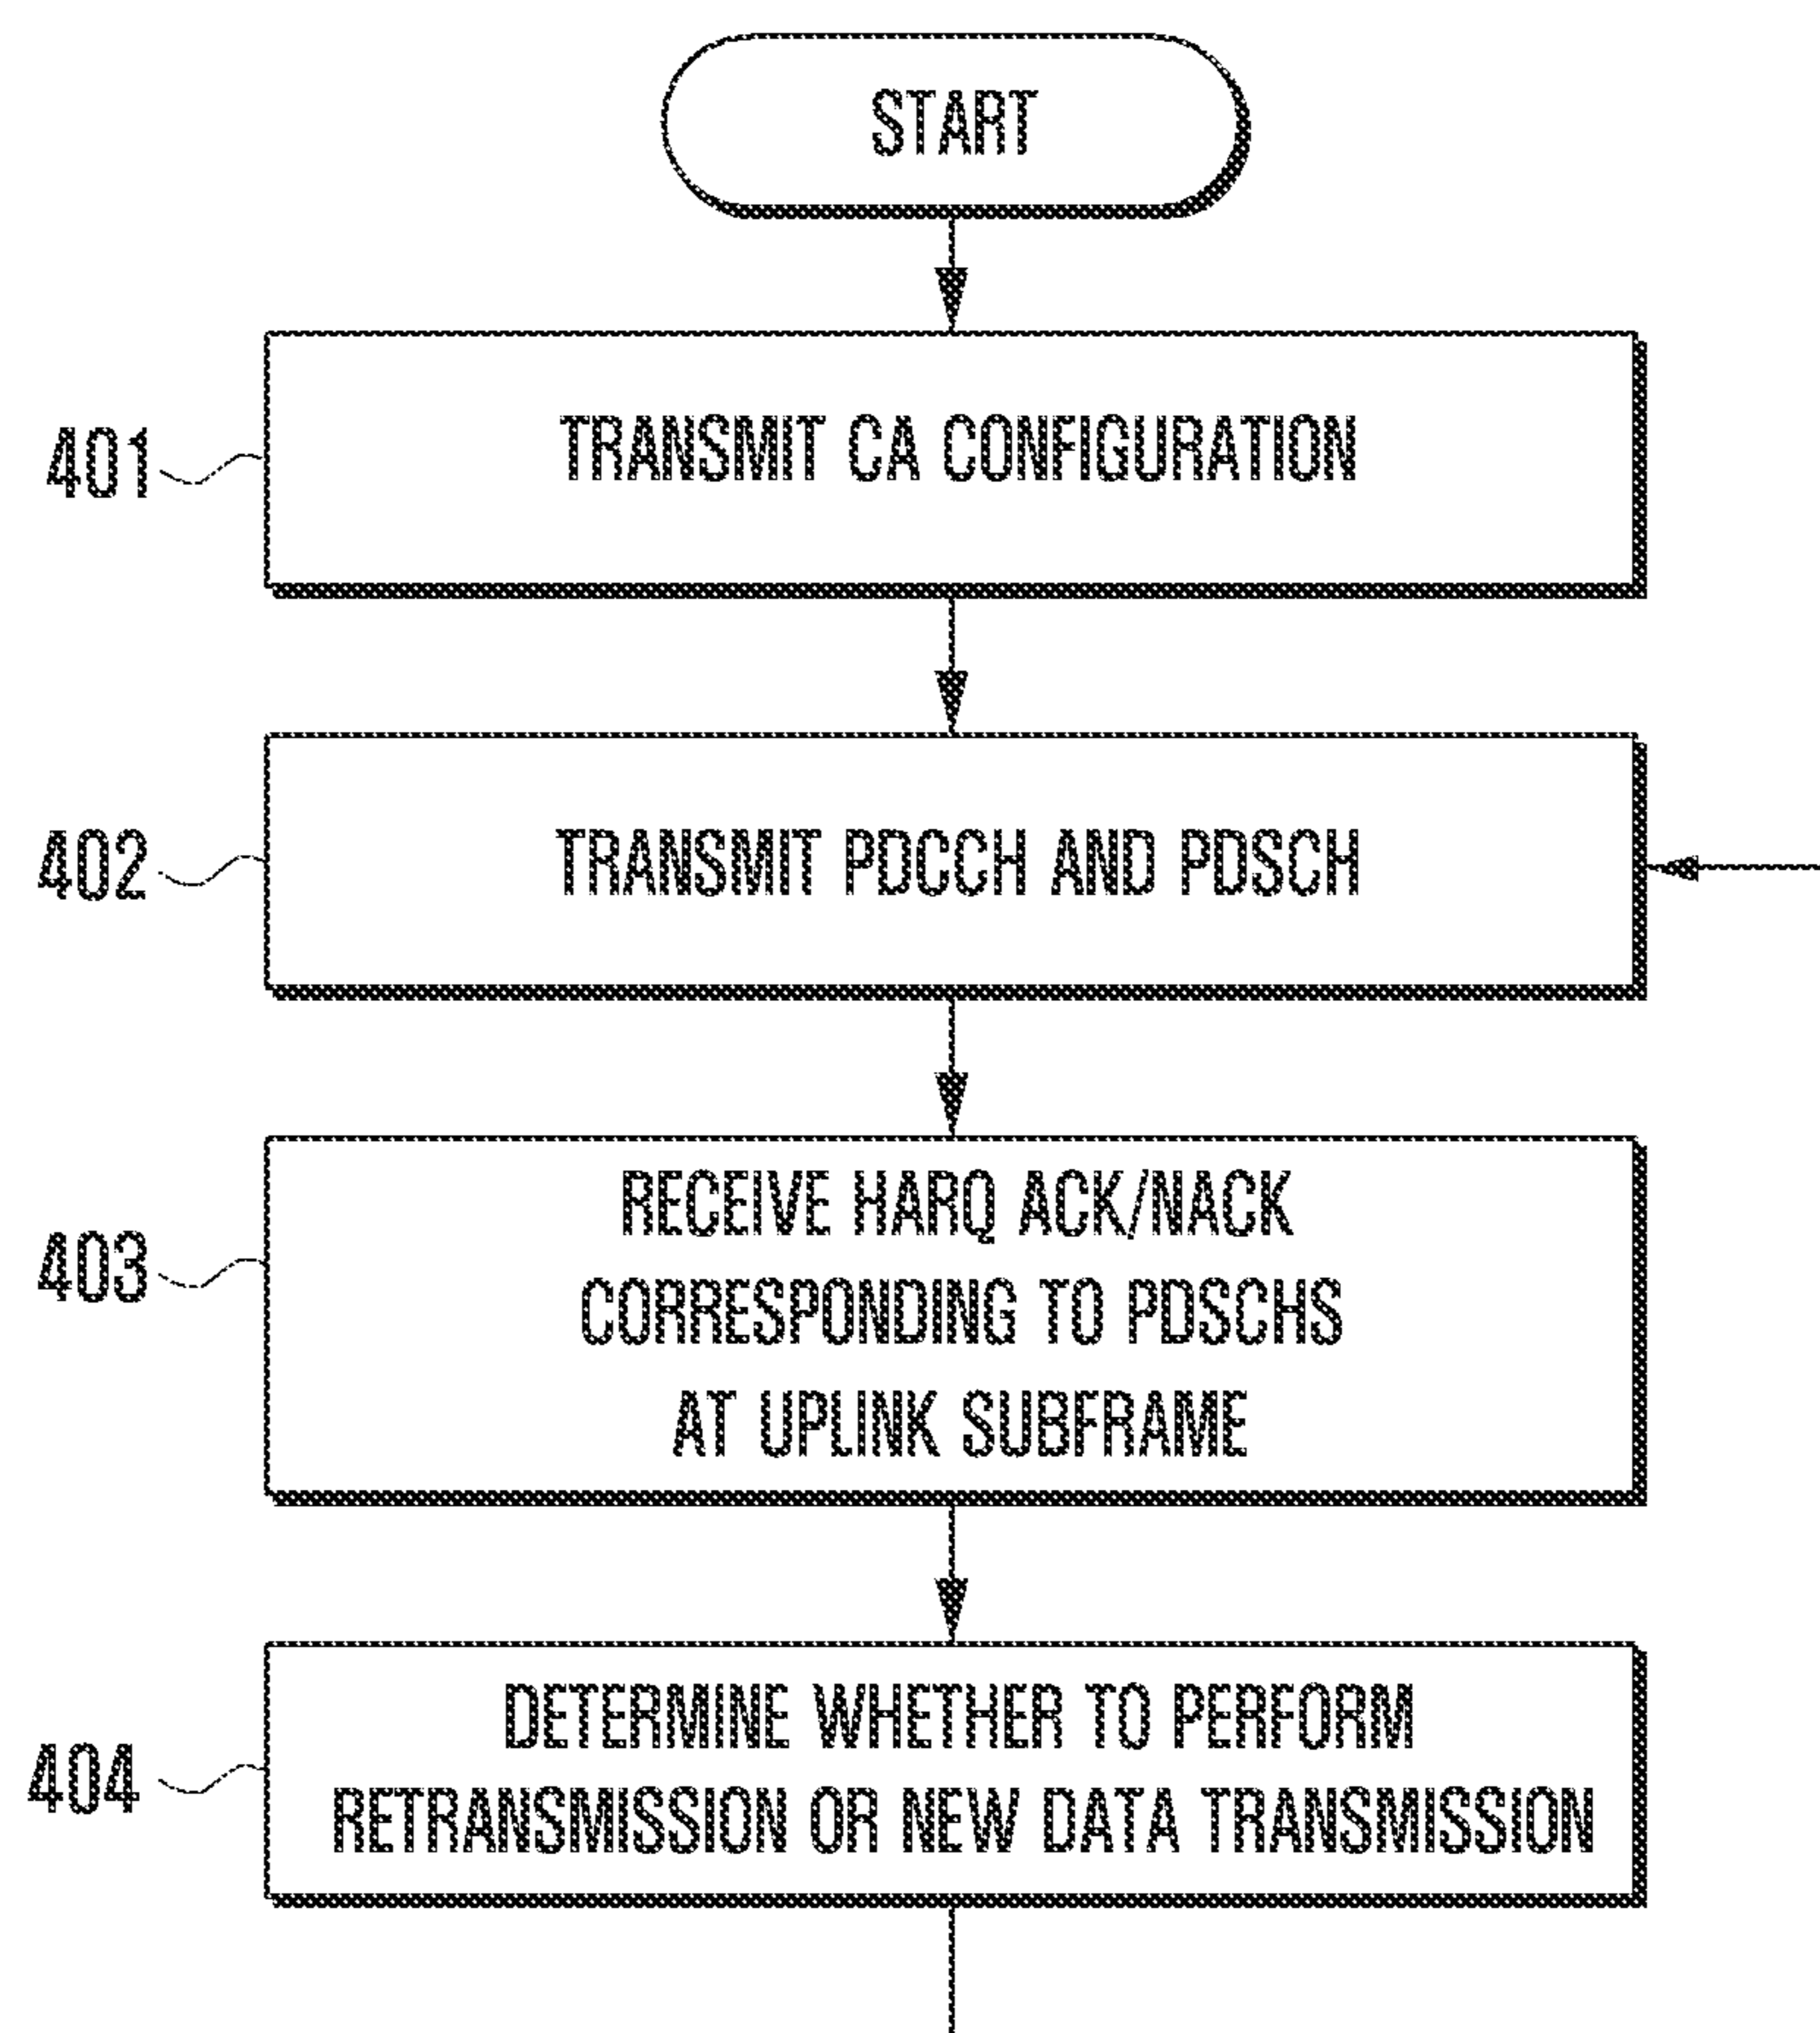 START
401
TRANSMIT CA CONFIGURATION
402
TRANSMIT PDCCH AND PDSCH
403
RECEIVE HARQ ACK/NACK
CORRESPONDING TO PDSCHS
AT UPLINK SUBFRAME
404
DETERMINE WHETHER TO PERFORM
RETRANSMISSION OR NEW DATA TRANSMISSION